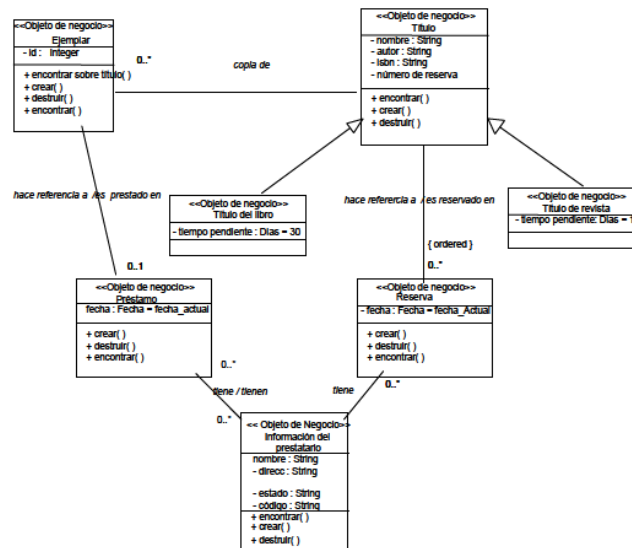 <<Objeto de negocio>>
Ejemplar
- id : Integer
+ encontrar sobre título( )
+ crear( )
+ destruir( )
+ encontrar( )
0..*
copia de
<<Objeto de negocio>>
Título
- nombre : String
- autor : String
- isbn : String
- número de reserva
+ encontrar( )
+ crear( )
+ destruir( )
hace referencia a /es prestado en
<<Objeto de negocio>>
Título del libro
- tiempo pendiente : Días = 30
hace referencia a / es reservado en
<<Objeto de negocio>>
Título de revista
- tiempo pendiente: Días = 1
{ ordered }
0..1
0..*
<<Objeto de negocio>>
Préstamo
fecha : Fecha = fecha_actual
+ crear( )
+ destruir( )
+ encontrar( )
<<Objeto de negocio>>
Reserva
- fecha : Fecha = fecha_Actual
+ crear( )
+ destruir( )
+ encontrar( )
0..*
0..*
tiene / tienen
tiene
0..*
<< Objeto de Negocio>>
Información del
prestatario
nombre : String
- direcc : String
- estado : String
- código : String
+ encontrar( )
+ crear( )
+ destruir( )